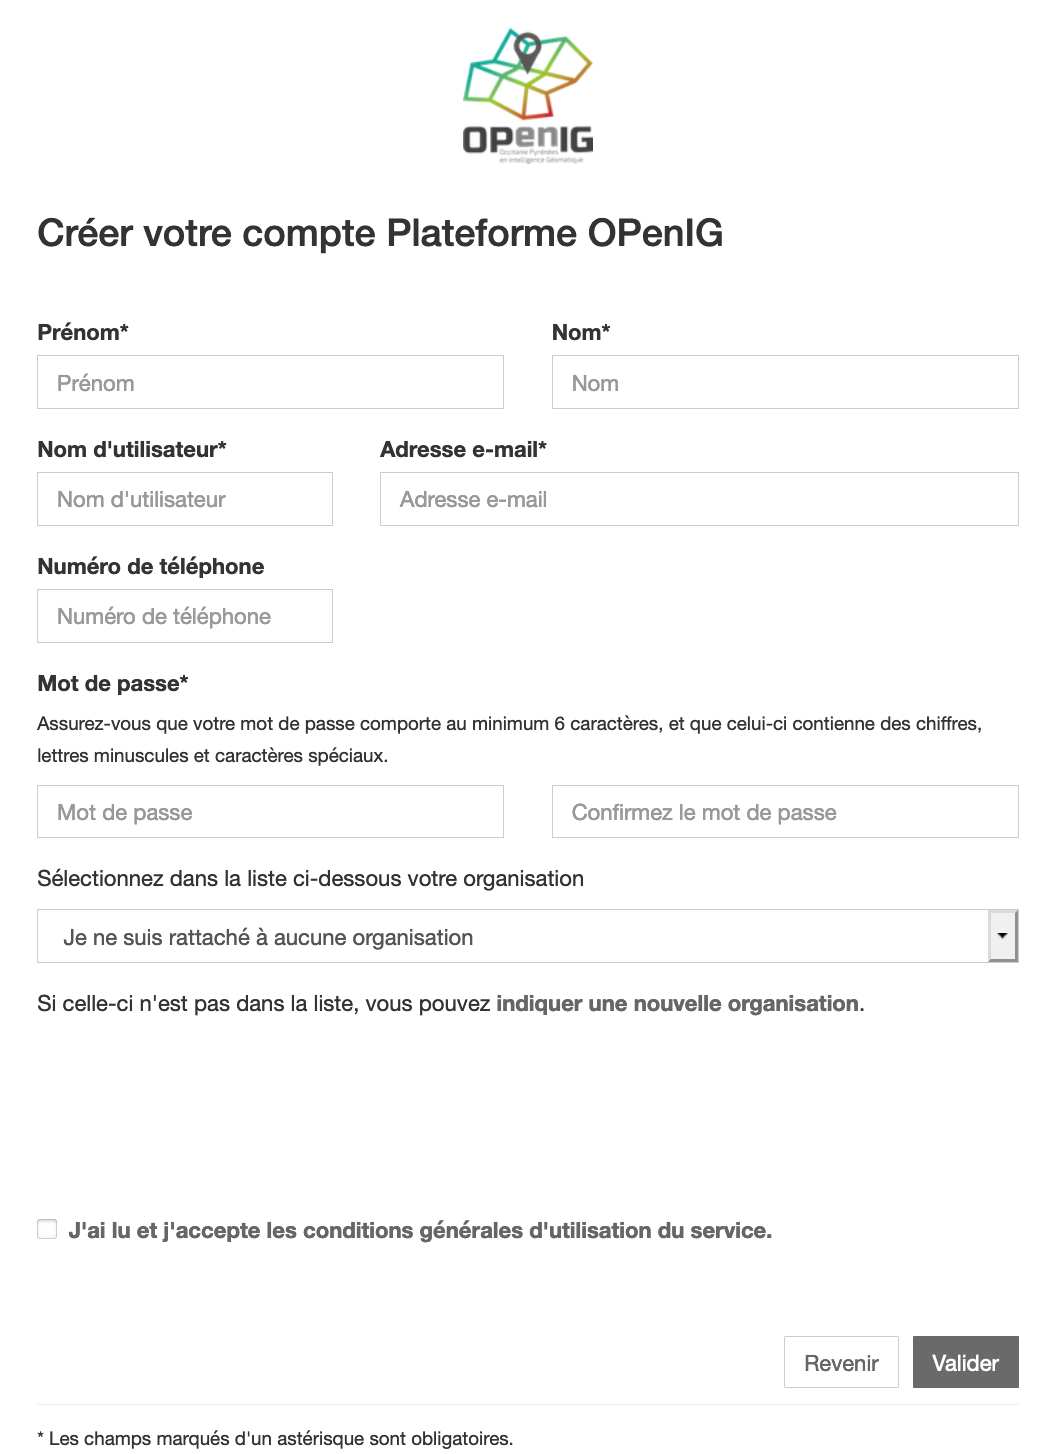 OPenIG
Occitanie Pyrénées
en Intelligence Géomatique
Créer votre compte Plateforme OPenIG
Prénom* Nom*
Prénom Nom
Nom d'utilisateur* Adresse e-mail*
Nom d'utilisateur Adresse e-mail
Numéro de téléphone
Numéro de téléphone
Mot de passe*
Assurez-vous que votre mot de passe comporte au minimum 6 caractères, et que celui-ci contienne des chiffres,
lettres minuscules et caractères spéciaux.
Mot de passe Confirmez le mot de passe
Sélectionnez dans la liste ci-dessous votre organisation
Je ne suis rattaché à aucune organisation
Si celle-ci n'est pas dans la liste, vous pouvez indiquer une nouvelle organisation.
J'ai lu et j'accepte les conditions générales d'utilisation du service.
Revenir Valider
* Les champs marqués d'un astérisque sont obligatoires.